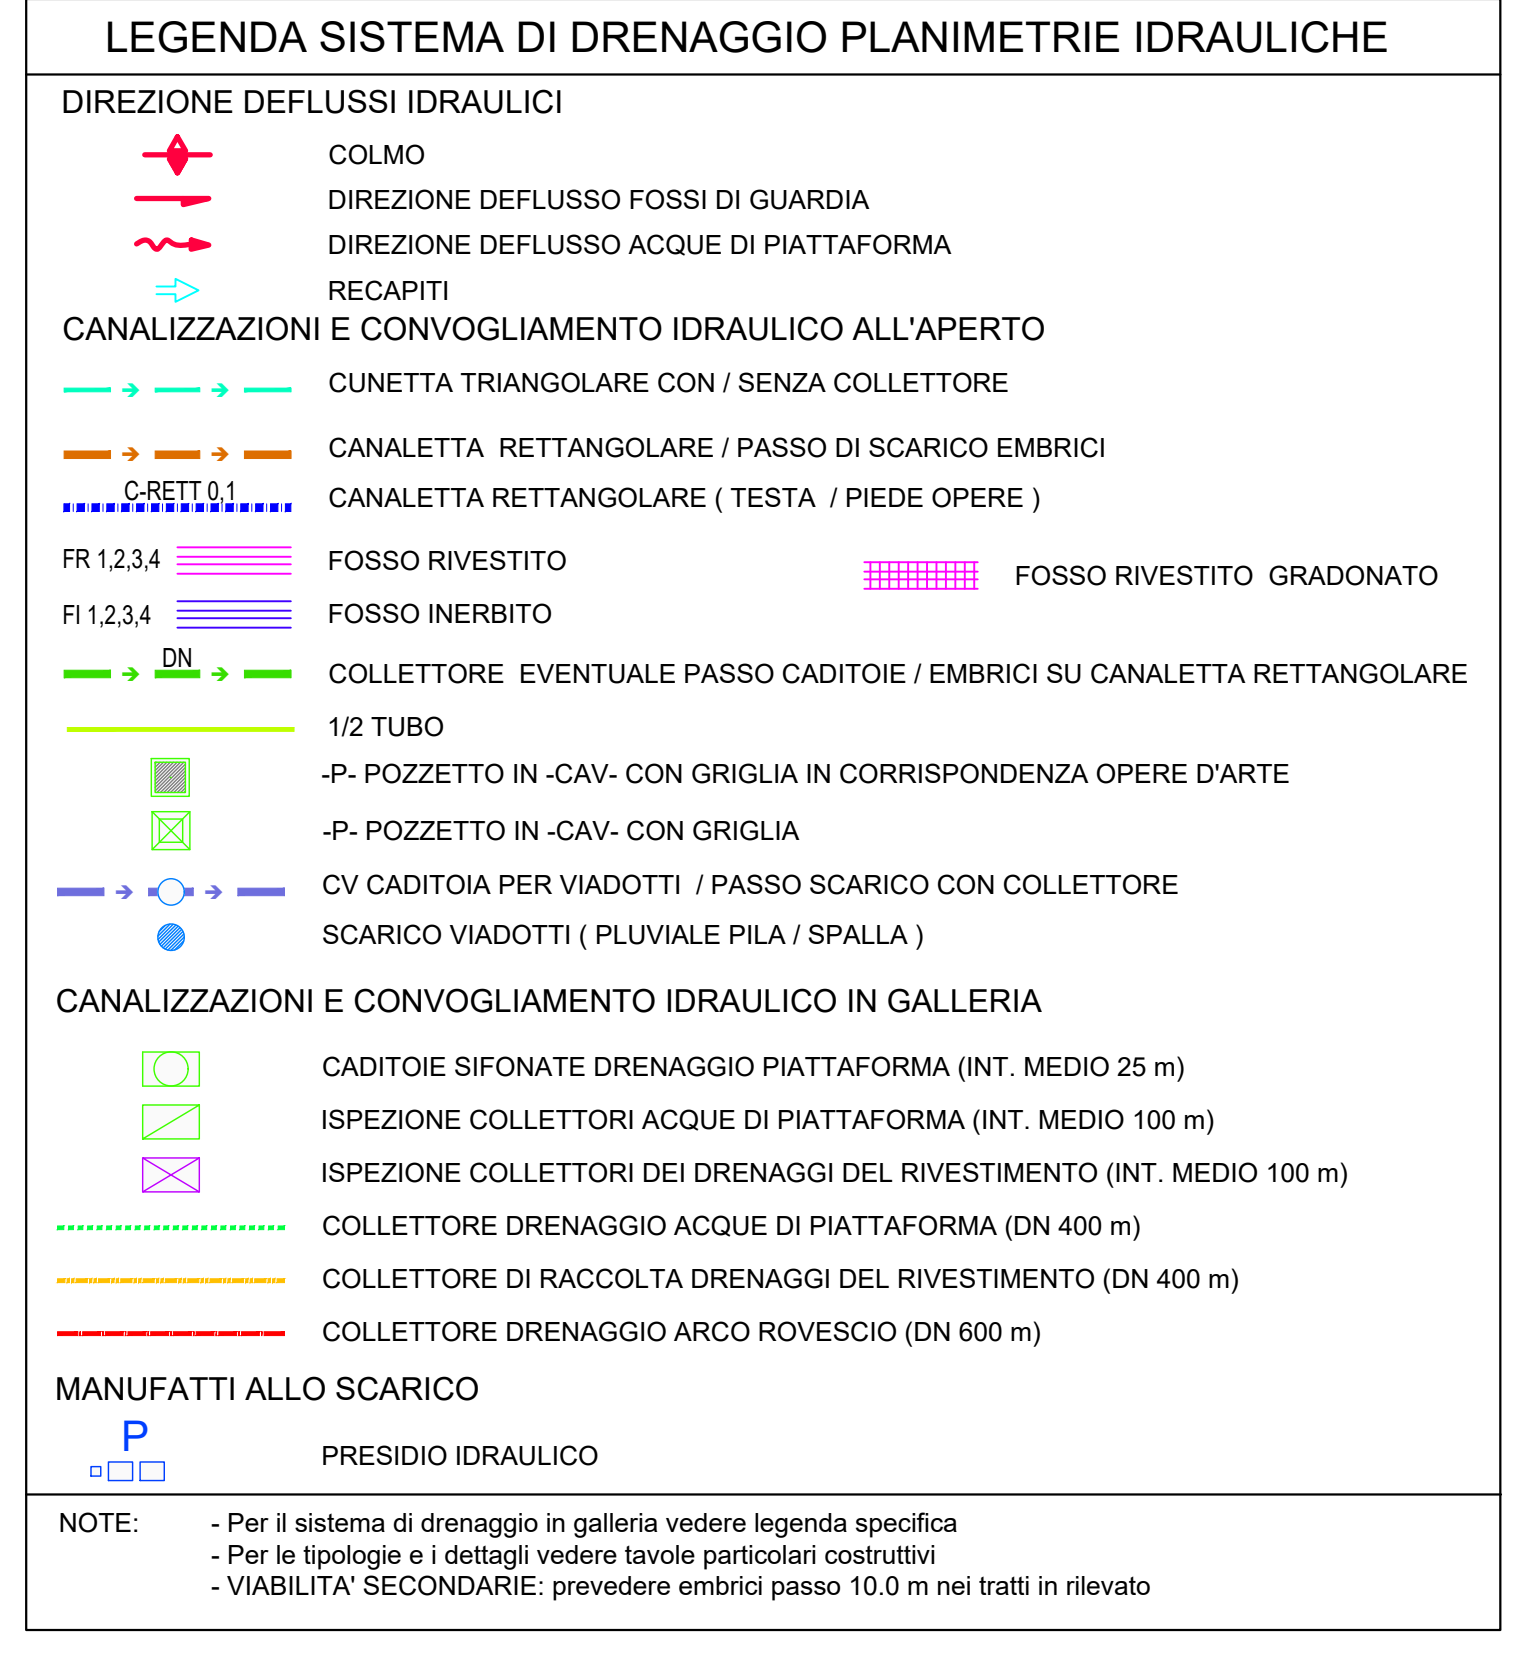 LEGENDA SISTEMA DI DRENAGGIO PLANIMETRIE IDRAULICHE
DIREZIONE DEFLUSSI IDRAULICI
COLMO
DIREZIONE DEFLUSSO FOSSI DI GUARDIA
DIREZIONE DEFLUSSO ACQUE DI PIATTAFORMA
RECAPITI
CANALIZZAZIONI E CONVOGLIAMENTO IDRAULICO ALL'APERTO
CUNETTA TRIANGOLARE CON / SENZA COLLETTORE
CANALETTA RETTANGOLARE / PASSO DI SCARICO EMBRICI
C-RETT 0,1 CANALETTA RETTANGOLARE ( TESTA / PIEDE OPERE )
FR 1,2,3,4 FOSSO RIVESTITO
FOSSO RIVESTITO GRADONATO
FI 1,2,3,4 FOSSO INERBITO
DN COLLETTORE EVENTUALE PASSO CADITOIE / EMBRICI SU CANALETTA RETTANGOLARE
1/2 TUBO
-P- POZZETTO IN -CAV- CON GRIGLIA IN CORRISPONDENZA OPERE D'ARTE
-P- POZZETTO IN -CAV- CON GRIGLIA
CV CADITOIA PER VIADOTTI / PASSO SCARICO CON COLLETTORE
SCARICO VIADOTTI ( PLUVIALE PILA / SPALLA )
CANALIZZAZIONI E CONVOGLIAMENTO IDRAULICO IN GALLERIA
CADITOIE SIFONATE DRENAGGIO PIATTAFORMA (INT. MEDIO 25 m)
ISPEZIONE COLLETTORI ACQUE DI PIATTAFORMA (INT. MEDIO 100 m)
ISPEZIONE COLLETTORI DEI DRENAGGI DEL RIVESTIMENTO (INT. MEDIO 100 m)
COLLETTORE DRENAGGIO ACQUE DI PIATTAFORMA (DN 400 m)
COLLETTORE DI RACCOLTA DRENAGGI DEL RIVESTIMENTO (DN 400 m)
COLLETTORE DRENAGGIO ARCO ROVESCIO (DN 600 m)
MANUFATTI ALLO SCARICO
P
PRESIDIO IDRAULICO
NOTE: - Per il sistema di drenaggio in galleria vedere legenda specifica
- Per le tipologie e i dettagli vedere tavole particolari costruttivi
- VIABILITA' SECONDARIE: prevedere embrici passo 10.0 m nei tratti in rilevato